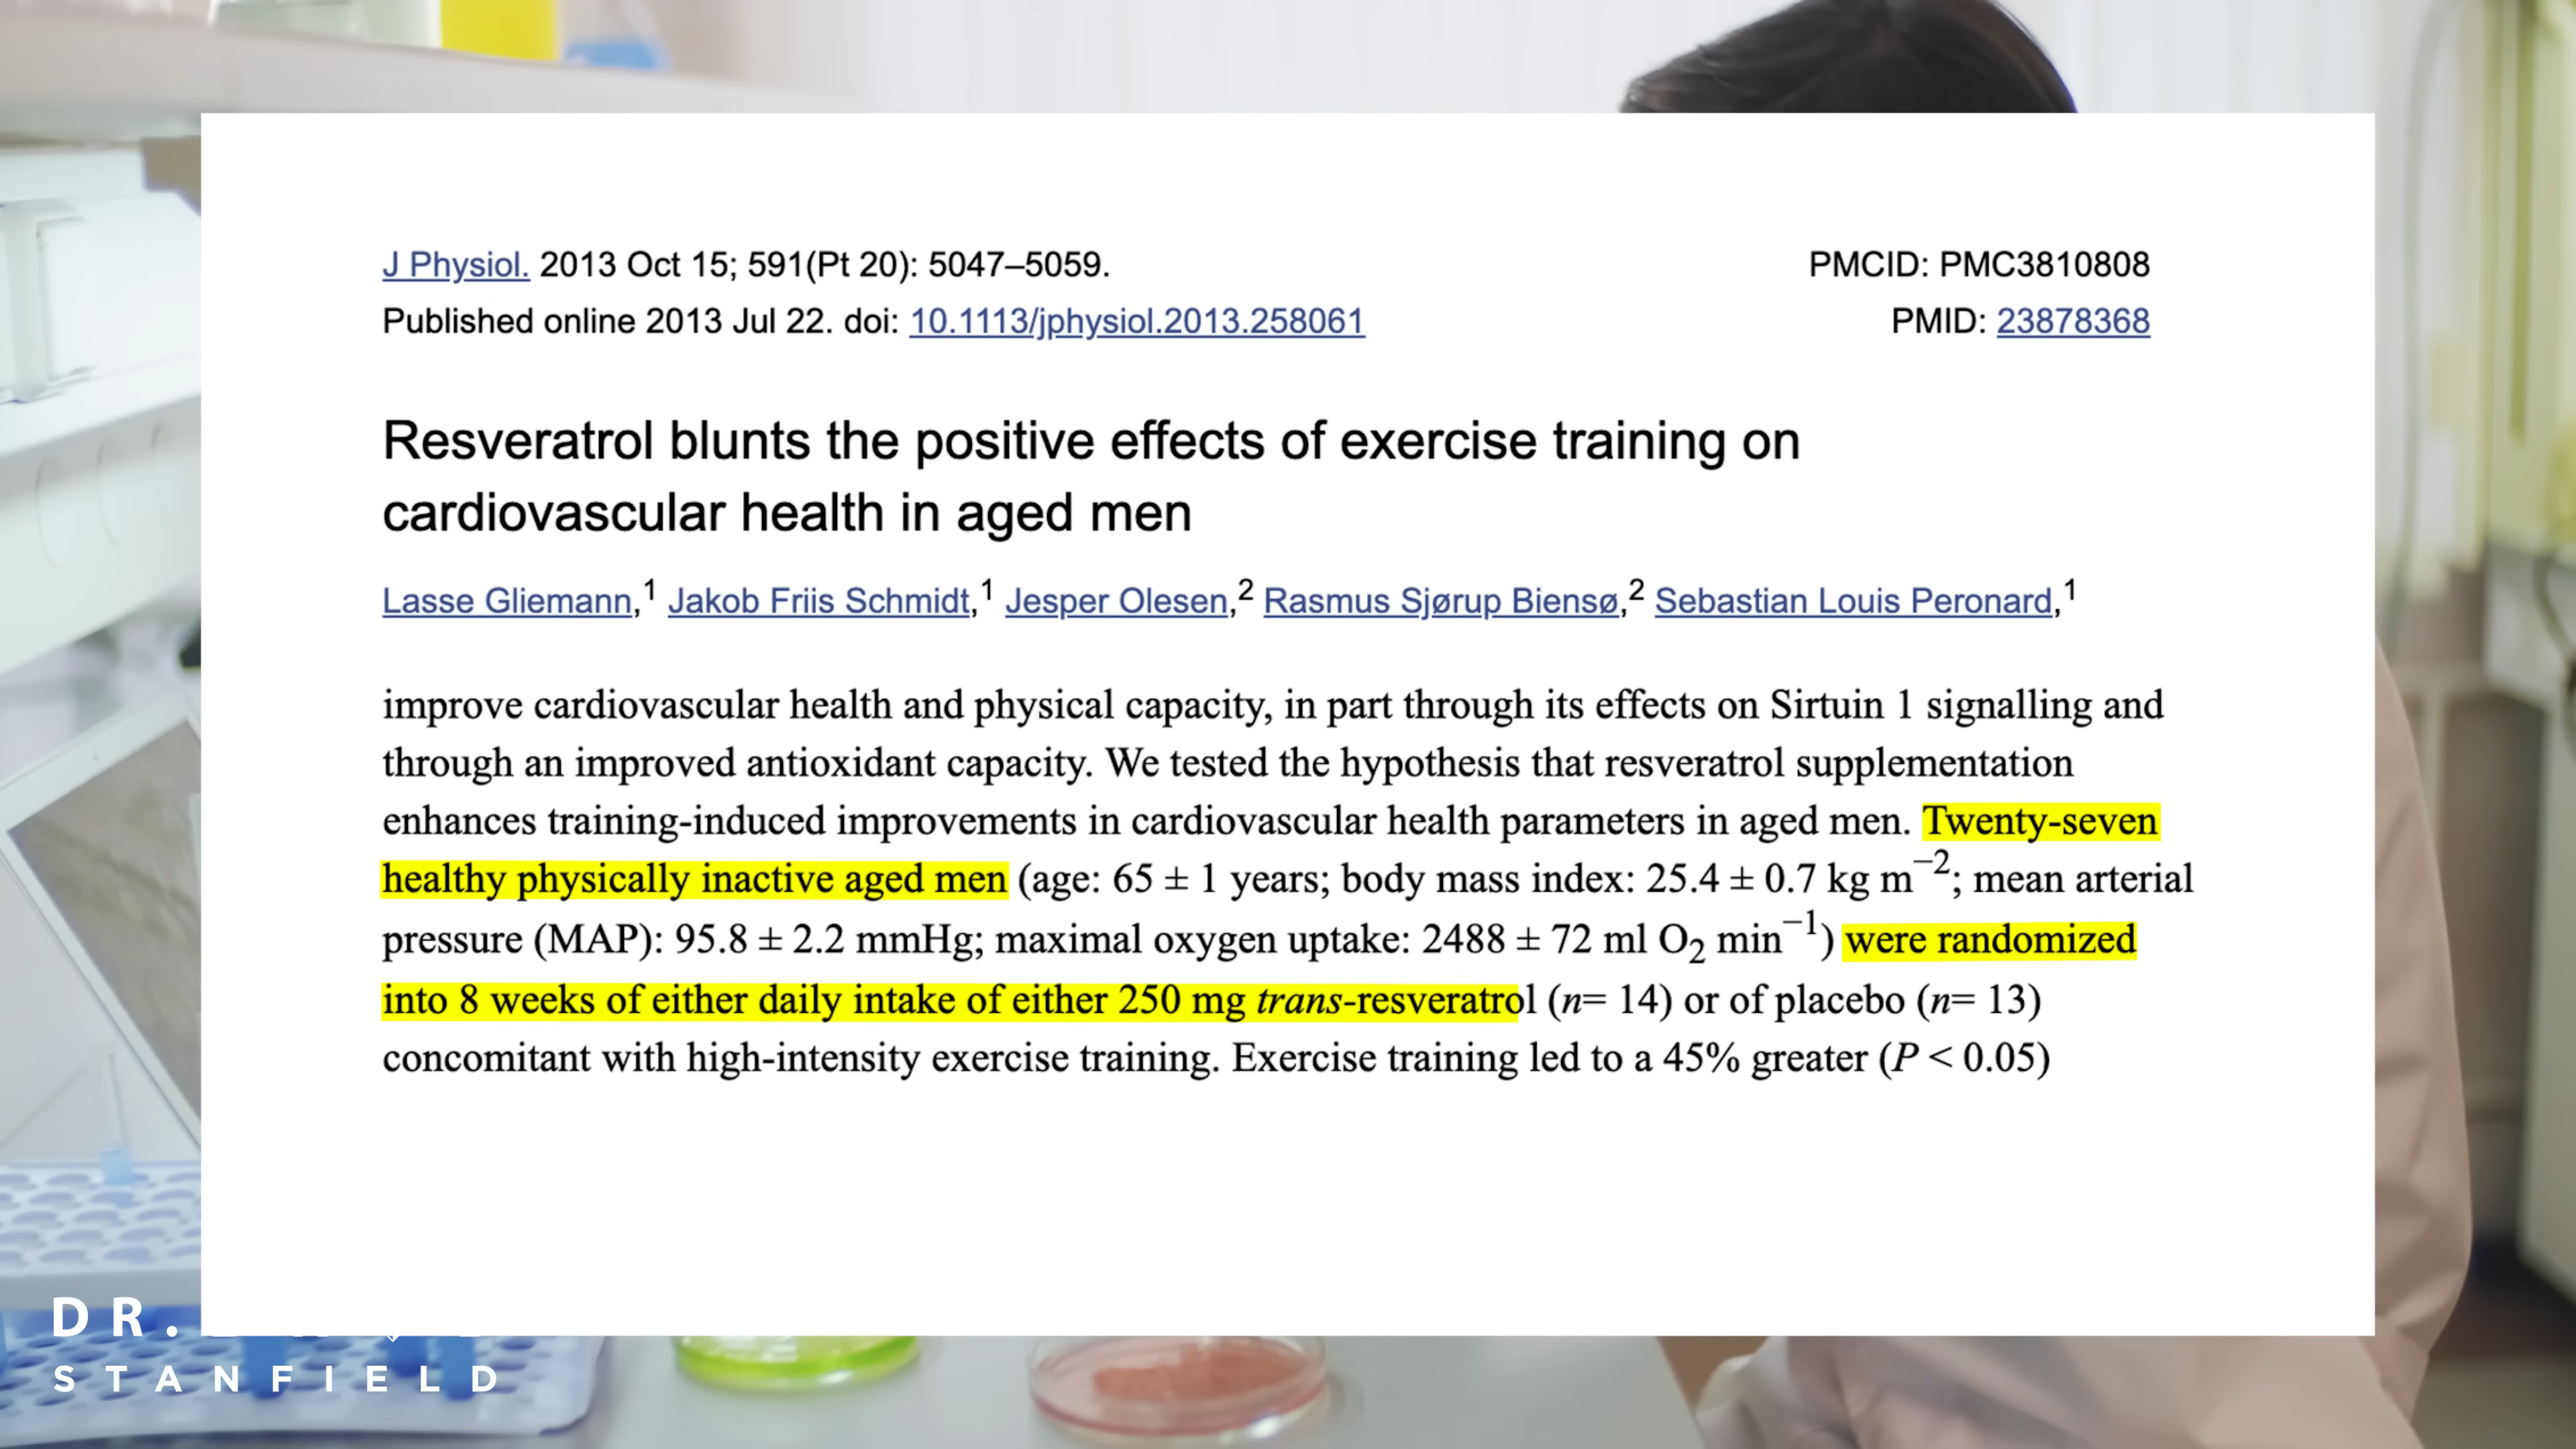 J Physiol. 2013 Oct 15; 591(Pt 20): 5047–5059.
PMCID: PMC3810808
Published online 2013 Jul 22. doi: 10.1113/jphysiol.2013.258061
PMID: 23878368
Resveratrol blunts the positive effects of exercise training on
cardiovascular health in aged men
Lasse Gliemann,1 Jakob Friis Schmidt,1 Jesper Olesen,2 Rasmus Sjørup Biensø,2 Sebastian Louis Peronard,1
improve cardiovascular health and physical capacity, in part through its effects on Sirtuin 1 signalling and
through an improved antioxidant capacity. We tested the hypothesis that resveratrol supplementation
enhances training-induced improvements in cardiovascular health parameters in aged men. Twenty-seven
healthy physically inactive aged men (age: 65 ± 1 years; body mass index: 25.4 ± 0.7 kg m−2; mean arterial
pressure (MAP): 95.8 ± 2.2 mmHg; maximal oxygen uptake: 2488 ± 72 ml O2 min−1) were randomized
into 8 weeks of either daily intake of either 250 mg trans-resveratrol (n= 14) or of placebo (n= 13)
concomitant with high-intensity exercise training. Exercise training led to a 45% greater (P < 0.05)
DR.
STANFIELD